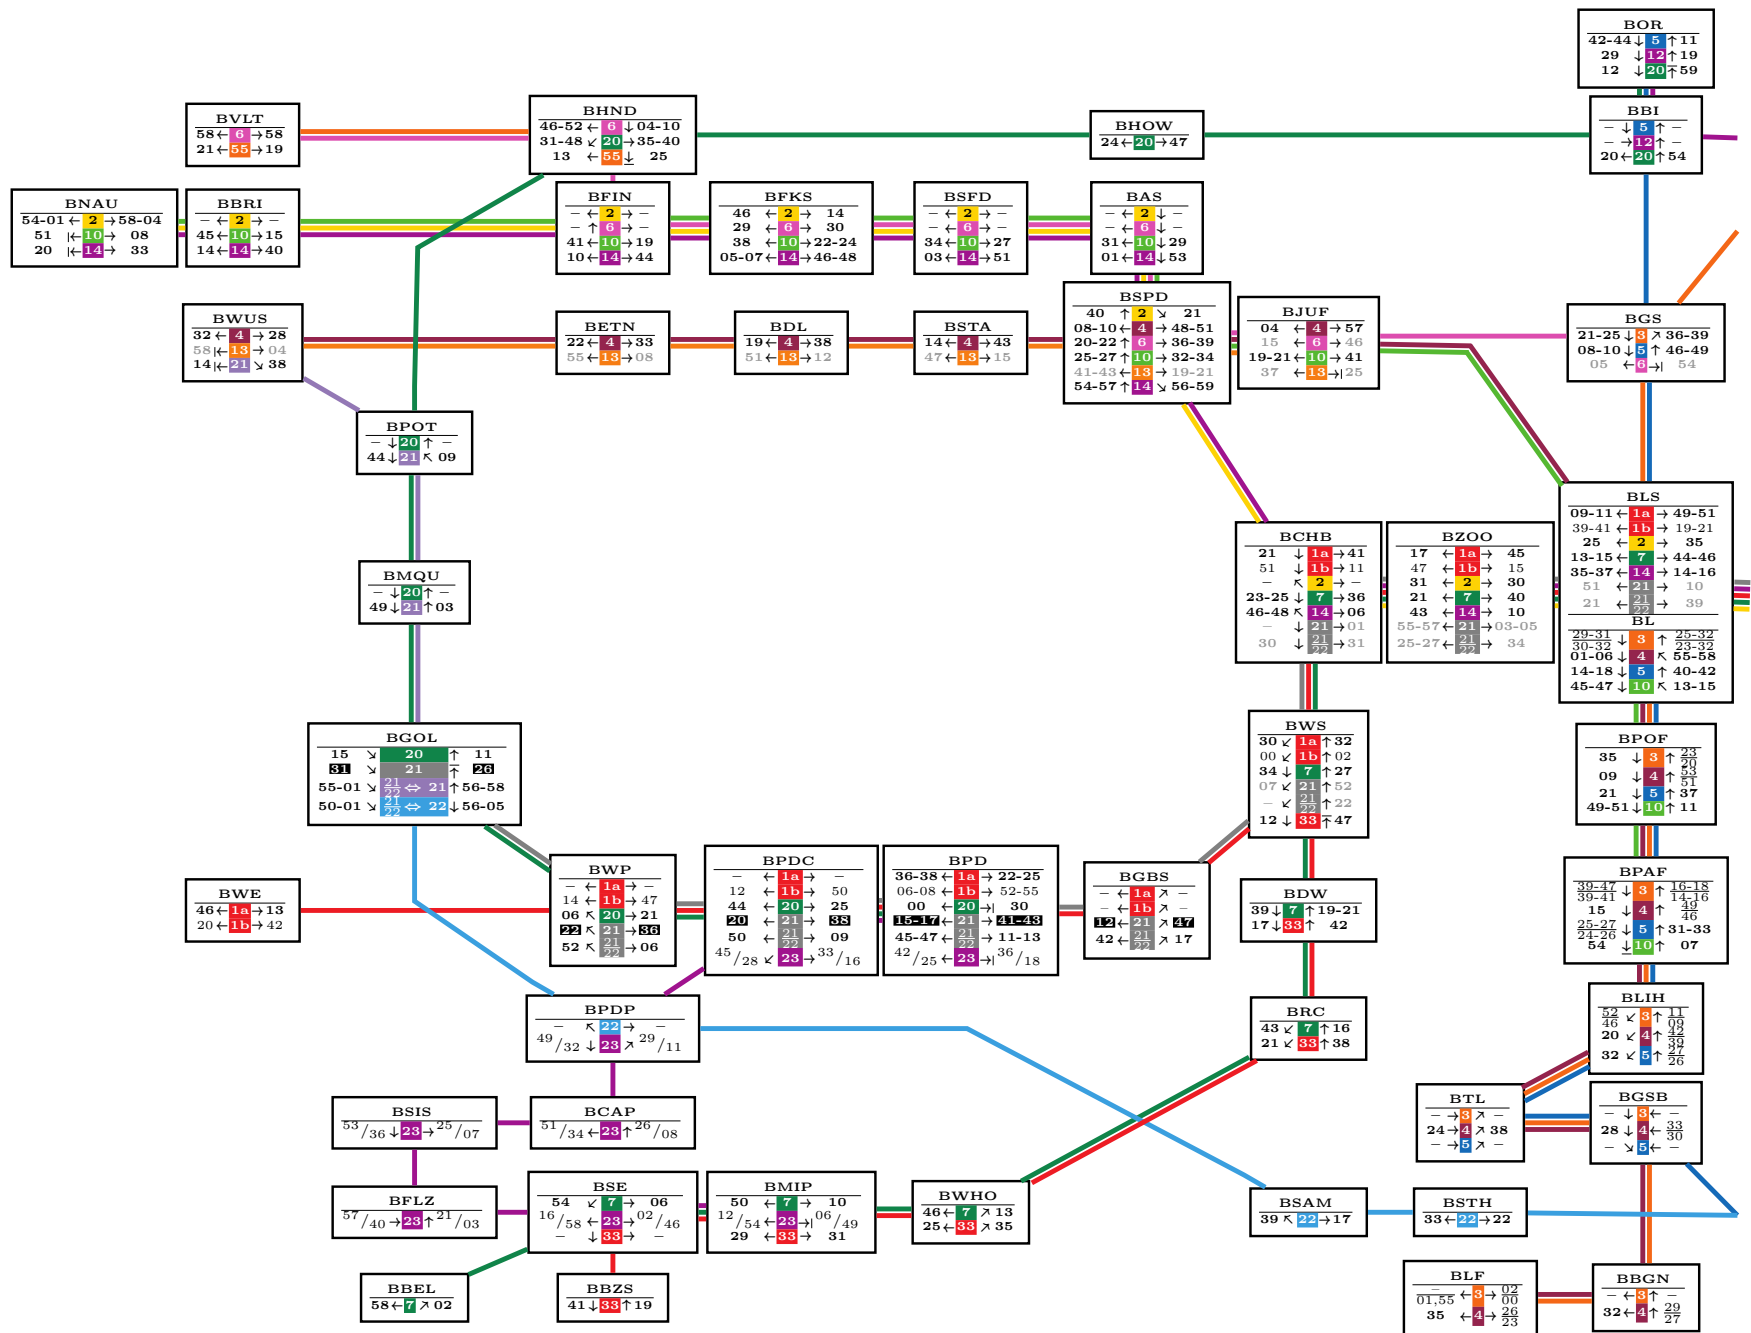 BOR
42-44 ↓ 5 ↑ 11
29 ↓ 12 ↑ 19
12 ↓ 20 ↑ 59
BVLT
58 ← 6 → 58
21 ← 55 → 19
BHND
46-52 ← 6 ↓ 04-10
31-48 ↙ 20 → 35-40
13 ← 55 ↓ 25
BHOW
24 ← 20 → 47
BBI
– ↓ 5 ↑ –
– → 12 ↑ –
20 ← 20 ↑ 54
BNAU
54-01 ← 2 → 58-04
51 |← 10 → 08
20 |← 14 → 33
BBRI
– ← 2 → –
45 ← 10 → 15
14 ← 14 → 40
BFIN
– ← 2 → –
– ↑ 6 → –
41 ← 10 → 19
10 ← 14 → 44
BFKS
46 ← 2 → 14
29 ← 6 → 30
38 ← 10 → 22-24
05-07 ← 14 → 46-48
BSFD
– ← 2 → –
– ← 6 → –
34 ← 10 → 27
03 ← 14 → 51
BAS
– ← 2 ↓ –
– ← 6 ↓ –
31 ← 10 ↓ 29
01 ← 14 ↓ 53
BWUS
32 ← 4 → 28
58 |← 13 → 04
14 |← 21 ↘ 38
BETN
22 ← 4 → 33
55 ← 13 → 08
BDL
19 ← 4 → 38
51 ← 13 → 12
BSTA
14 ← 4 → 43
47 ← 13 → 15
BSPD
40 ↑ 2 ↘ 21
08-10 ← 4 → 48-51
20-22 ↑ 6 → 36-39
25-27 ↑ 10 → 32-34
41-43 ← 13 → 19-21
54-57 ↑ 14 ↘ 56-59
BJUF
04 ← 4 → 57
15 ← 6 → 46
19-21 ← 10 → 41
37 ← 13 →| 25
BGS
21-25 ↓ 3 ↗ 36-39
08-10 ↓ 5 ↑ 46-49
05 ← 6 →| 54
BPOT
– ↓ 20 ↑ –
44 ↓ 21 ↖ 09
BMQU
– ↓ 20 ↑ –
49 ↓ 21 ↑ 03
BCHB
21 ↓ 1a → 41
51 ↓ 1b → 11
– ↖ 2 → –
23-25 ↓ 7 → 36
46-48 ↖ 14 → 06
– ↓ 21 → 01
30 ↓ 21/22 → 31
BZOO
17 ← 1a → 45
47 ← 1b → 15
31 ← 2 → 30
21 ← 7 → 40
43 ← 14 → 10
55-57 ← 21 → 03-05
25-27 ← 21/22 → 34
BLS
09-11 ← 1a → 49-51
39-41 ← 1b → 19-21
25 ← 2 → 35
13-15 ← 7 → 44-46
35-37 ← 14 → 14-16
51 ← 21 → 10
21 ← 21/22 → 39
BL
29-31/30-32 ↓ 3 ↑ 25-32/23-32
01-06 ↓ 4 ↖ 55-58
14-18 ↓ 5 ↑ 40-42
45-47 ↓ 10 ↖ 13-15
BGOL
15 ↘ 20 ↑ 11
31 ↘ 21 ↑ 26
55-01 ↘ 21/22 ⇔ 21 ↑ 56-58
50-01 ↘ 21/22 ⇔ 22 ↓ 56-05
BWS
30 ↙ 1a ↑ 32
00 ↙ 1b ↑ 02
34 ↓ 7 ↑ 27
07 ↙ 21 ↑ 52
– ↙ 21/22 ↑ 22
12 ↓ 33 ↑ 47
BPOF
35 ↓ 3 ↑ 23/20
09 ↓ 4 ↑ 53/51
21 ↓ 5 ↑ 37
49-51 ↓ 10 ↑ 11
BWE
46 ← 1a → 13
20 ← 1b → 42
BWP
– ← 1a → –
14 ← 1b → 47
06 ↖ 20 → 21
22 ↖ 21 → 36
52 ↖ 21/22 → 06
BPDC
– ← 1a → –
12 ← 1b → 50
44 ← 20 → 25
20 ← 21 → 38
50 ← 21/22 → 09
45/28 ↙ 23 → 33/16
BPD
36-38 ← 1a → 22-25
06-08 ← 1b → 52-55
00 ← 20 →| 30
15-17 ← 21 → 41-43
45-47 ← 21/22 → 11-13
42/25 ← 23 →| 36/18
BGBS
– ← 1a ↗ –
– ← 1b ↗ –
12 ← 21 ↗ 47
42 ← 21/22 ↗ 17
BDW
39 ↓ 7 ↑ 19-21
17 ↓ 33 ↑ 42
BPAF
39-47/39-41 ↓ 3 ↑ 16-18/14-16
15 ↓ 4 ↑ 49/46
25-27/24-26 ↓ 5 ↑ 31-33
54 ↓ 10 ↑ 07
BPDP
– ↖ 22 → –
49/32 ↓ 23 ↗ 29/11
BRC
43 ↙ 7 ↑ 16
21 ↙ 33 ↑ 38
BLIH
52/46 ↙ 3 ↑ 11/09
20 ↙ 4 ↑ 42/39
32 ↙ 5 ↑ 27/26
BSIS
53/36 ↓ 23 → 25/07
BCAP
51/34 ← 23 ↑ 26/08
BTL
– → 3 ↗ –
24 → 4 ↗ 38
– → 5 ↗ –
BGSB
– ↓ 3 ← –
28 ↓ 4 ← 33/30
– ↘ 5 ← –
BFLZ
57/40 → 23 ↑ 21/03
BSE
54 ↙ 7 → 06
16/58 ← 23 → 02/46
– ↓ 33 → –
BMIP
50 ← 7 → 10
12/54 ← 23 →| 06/49
29 ← 33 → 31
BWHO
46 ← 7 ↗ 13
25 ← 33 ↗ 35
BSAM
39 ↖ 22 → 17
BSTH
33 ← 22 → 22
BBEL
58 ← 7 ↗ 02
BBZS
41 ↓ 33 ↑ 19
BLF
–/01,55 ← 3 → 02/00
35 ← 4 → 26/23
BBGN
– ← 3 ↑ –
32 ← 4 ↑ 29/27